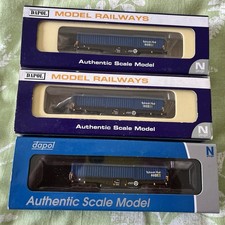 DAPOL MODEL RAILWAYS
Authentic Scale Model N
DAPOL MODEL RAILWAYS
Authentic Scale Model N
dapol N
Authentic Scale Model